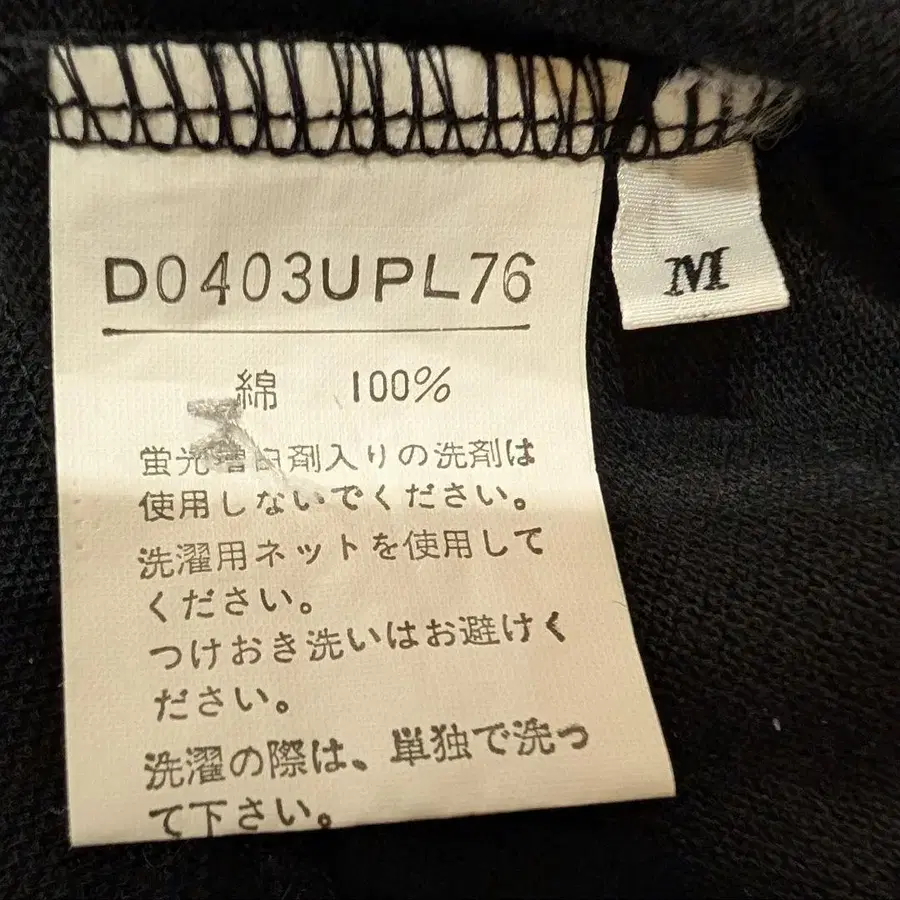 D0403UPL76
M
綿 100%
蛍光増白剤入りの洗剤は
使用しないでください。
洗濯用ネットを使用して
ください。
つけおき洗いはお避けく
ださい。
洗濯の際は、単独で洗っ
て下さい。